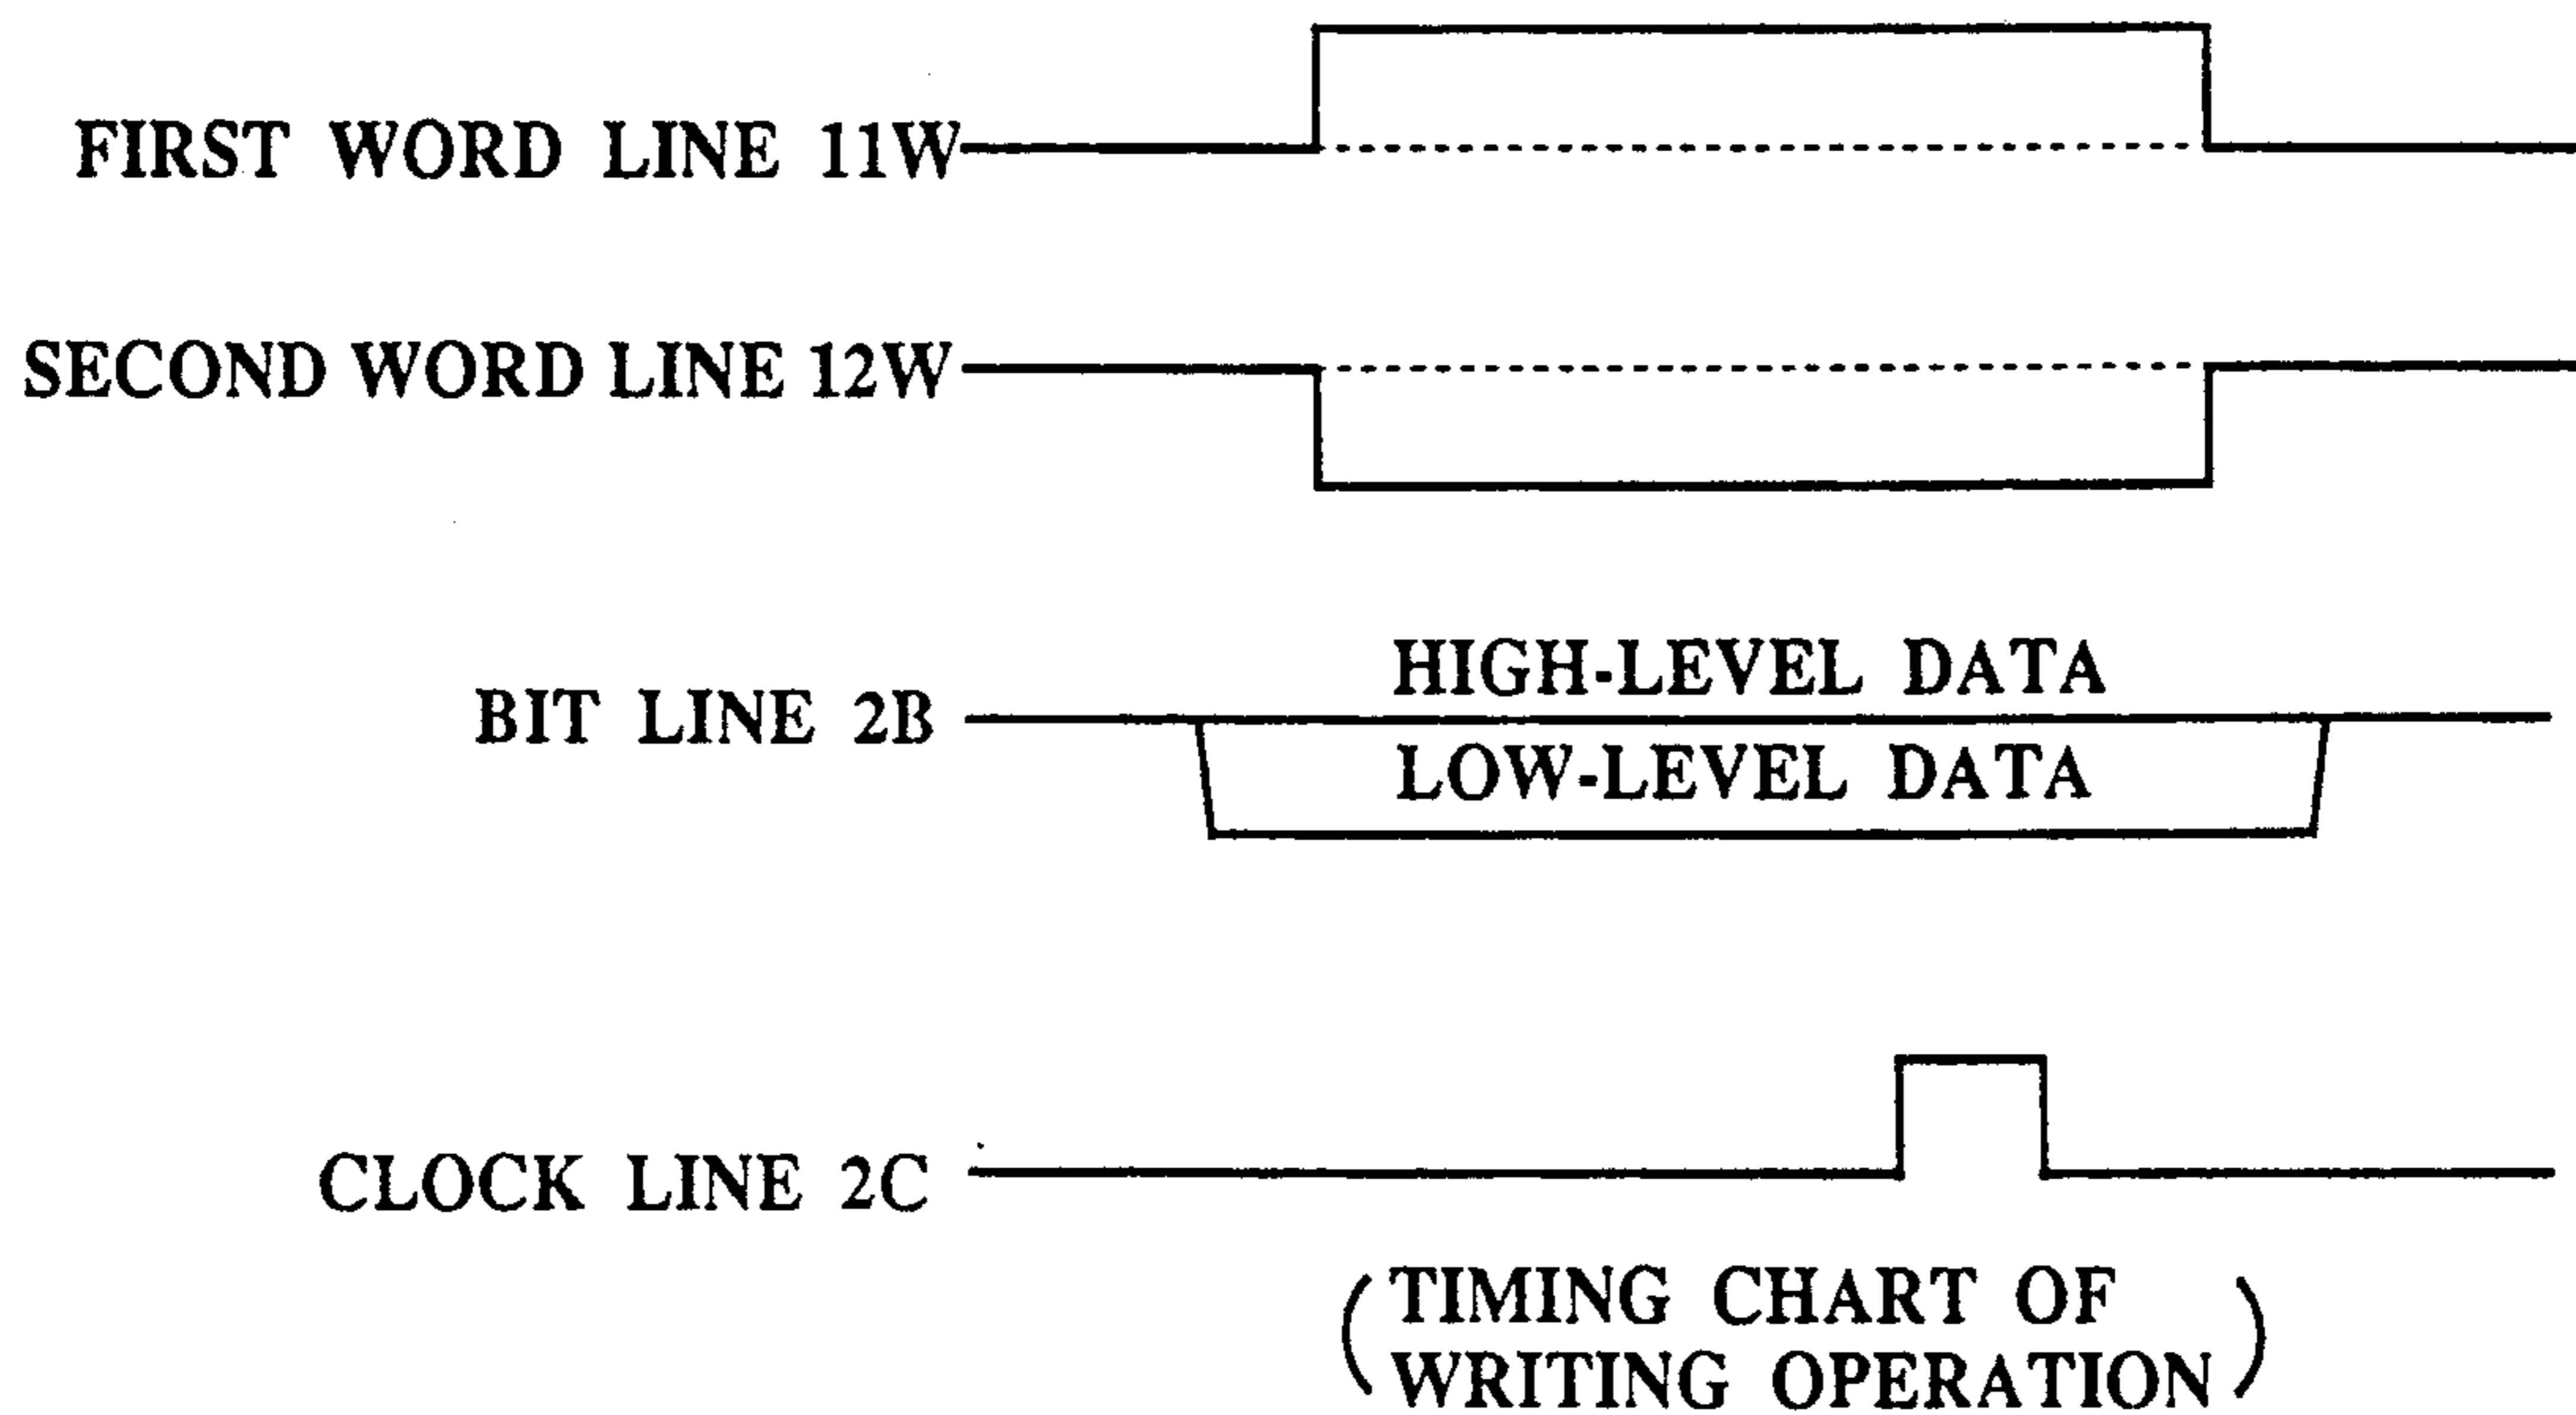 FIRST WORD LINE 11W
SECOND WORD LINE 12W
HIGH-LEVEL DATA
BIT LINE 2B
LOW-LEVEL DATA
CLOCK LINE 2C
(TIMING CHART OF
WRITING OPERATION)